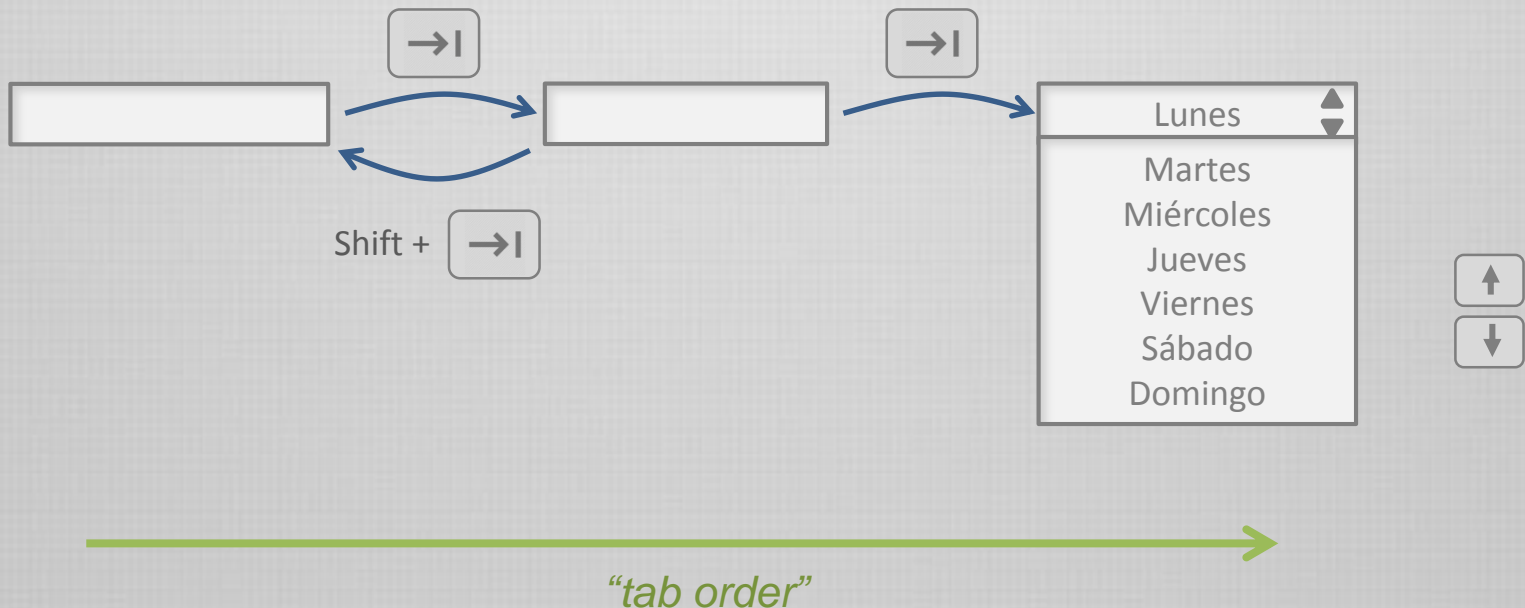 Lunes
Martes
Miércoles
Jueves
Viernes
Sábado
Domingo
Shift +
“tab order”